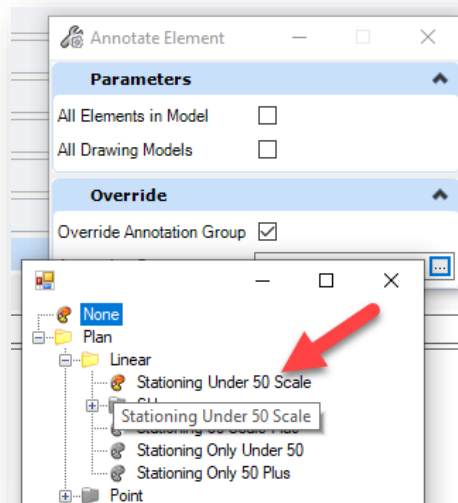 Annotate Element
Parameters
All Elements in Model
All Drawing Models
Override
Override Annotation Group
...
None
Plan
Linear
Stationing Under 50 Scale
Stationing Under 50 Scale
Stationing Only Under 50
Stationing Only 50 Plus
Point